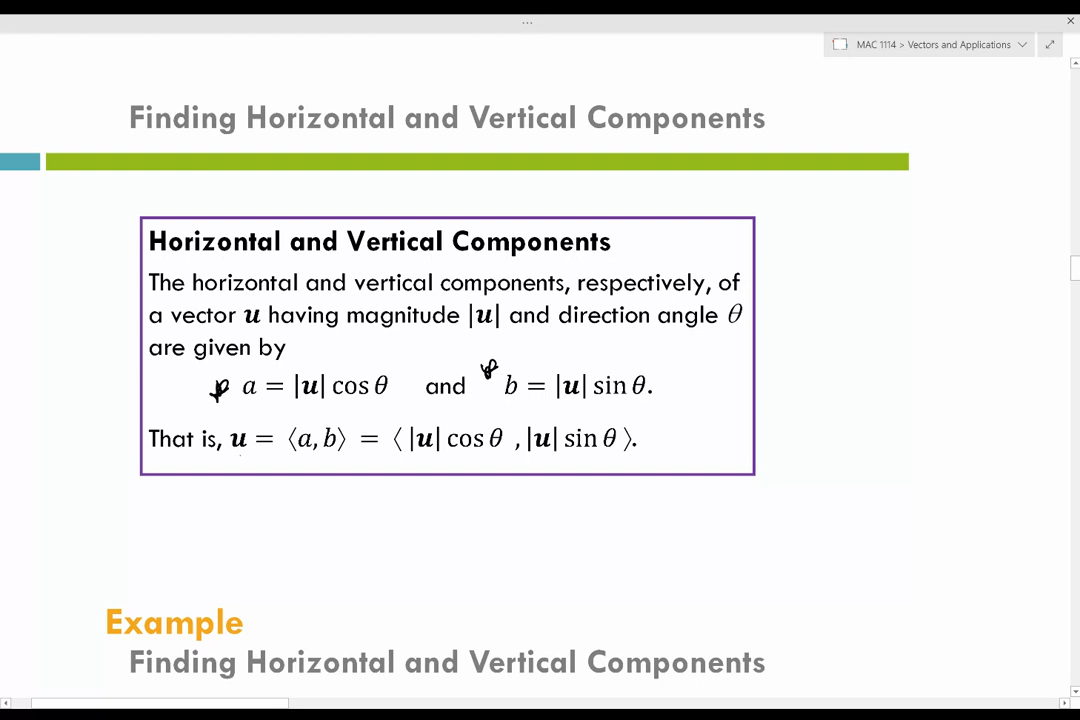 MAC 1114 > Vectors and Applications
Finding Horizontal and Vertical Components
Horizontal and Vertical Components
The horizontal and vertical components, respectively, of
a vector u having magnitude |u| and direction angle θ
are given by
a = |u| cos θ and b = |u| sin θ.
That is, u = ⟨a, b⟩ = ⟨ |u| cos θ , |u| sin θ ⟩.
Example
Finding Horizontal and Vertical Components